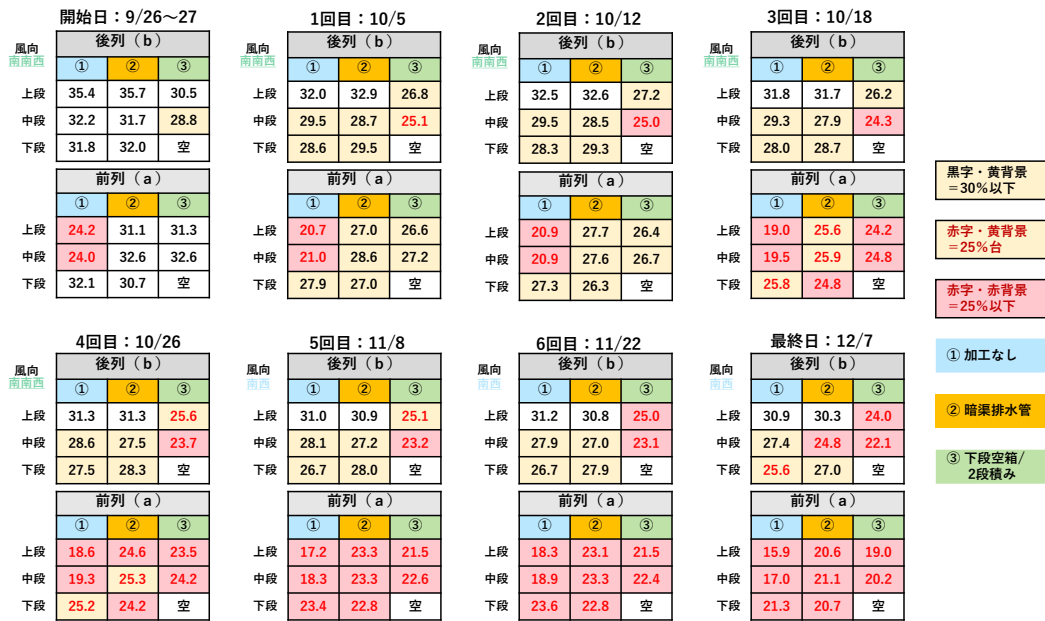 開始日：9/26～27
風向
南南西
後列（ｂ）
① ② ③
上段 35.4 35.7 30.5
中段 32.2 31.7 28.8
下段 31.8 32.0 空
前列（ａ）
① ② ③
上段 24.2 31.1 31.3
中段 24.0 32.6 32.6
下段 32.1 30.7 空
1回目：10/5
風向
南南西
後列（ｂ）
① ② ③
上段 32.0 32.9 26.8
中段 29.5 28.7 25.1
下段 28.6 29.5 空
前列（ａ）
① ② ③
上段 20.7 27.0 26.6
中段 21.0 28.6 27.2
下段 27.9 27.0 空
2回目：10/12
風向
南南西
後列（ｂ）
① ② ③
上段 32.5 32.6 27.2
中段 29.5 28.5 25.0
下段 28.3 29.3 空
前列（ａ）
① ② ③
上段 20.9 27.7 26.4
中段 20.9 27.6 26.7
下段 27.3 26.3 空
3回目：10/18
風向
南南西
後列（ｂ）
① ② ③
上段 31.8 31.7 26.2
中段 29.3 27.9 24.3
下段 28.0 28.7 空
前列（ａ）
① ② ③
上段 19.0 25.6 24.2
中段 19.5 25.9 24.8
下段 25.8 24.8 空
4回目：10/26
風向
南南西
後列（ｂ）
① ② ③
上段 31.3 31.3 25.6
中段 28.6 27.5 23.7
下段 27.5 28.3 空
前列（ａ）
① ② ③
上段 18.6 24.6 23.5
中段 19.3 25.3 24.2
下段 25.2 24.2 空
5回目：11/8
風向
南西
後列（ｂ）
① ② ③
上段 31.0 30.9 25.1
中段 28.1 27.2 23.2
下段 26.7 28.0 空
前列（ａ）
① ② ③
上段 17.2 23.3 21.5
中段 18.3 23.3 22.6
下段 23.4 22.8 空
6回目：11/22
風向
南西
後列（ｂ）
① ② ③
上段 31.2 30.8 25.0
中段 27.9 27.0 23.1
下段 26.7 27.9 空
前列（ａ）
① ② ③
上段 18.3 23.1 21.5
中段 18.9 23.3 22.4
下段 23.6 22.8 空
最終日：12/7
風向
南西
後列（ｂ）
① ② ③
上段 30.9 30.3 24.0
中段 27.4 24.8 22.1
下段 25.6 27.0 空
前列（ａ）
① ② ③
上段 15.9 20.6 19.0
中段 17.0 21.1 20.2
下段 21.3 20.7 空
黒字・黄背景
＝30％以下
赤字・黄背景
＝25％台
赤字・赤背景
＝25％以下
① 加工なし
② 暗渠排水管
③ 下段空箱/
2段積み